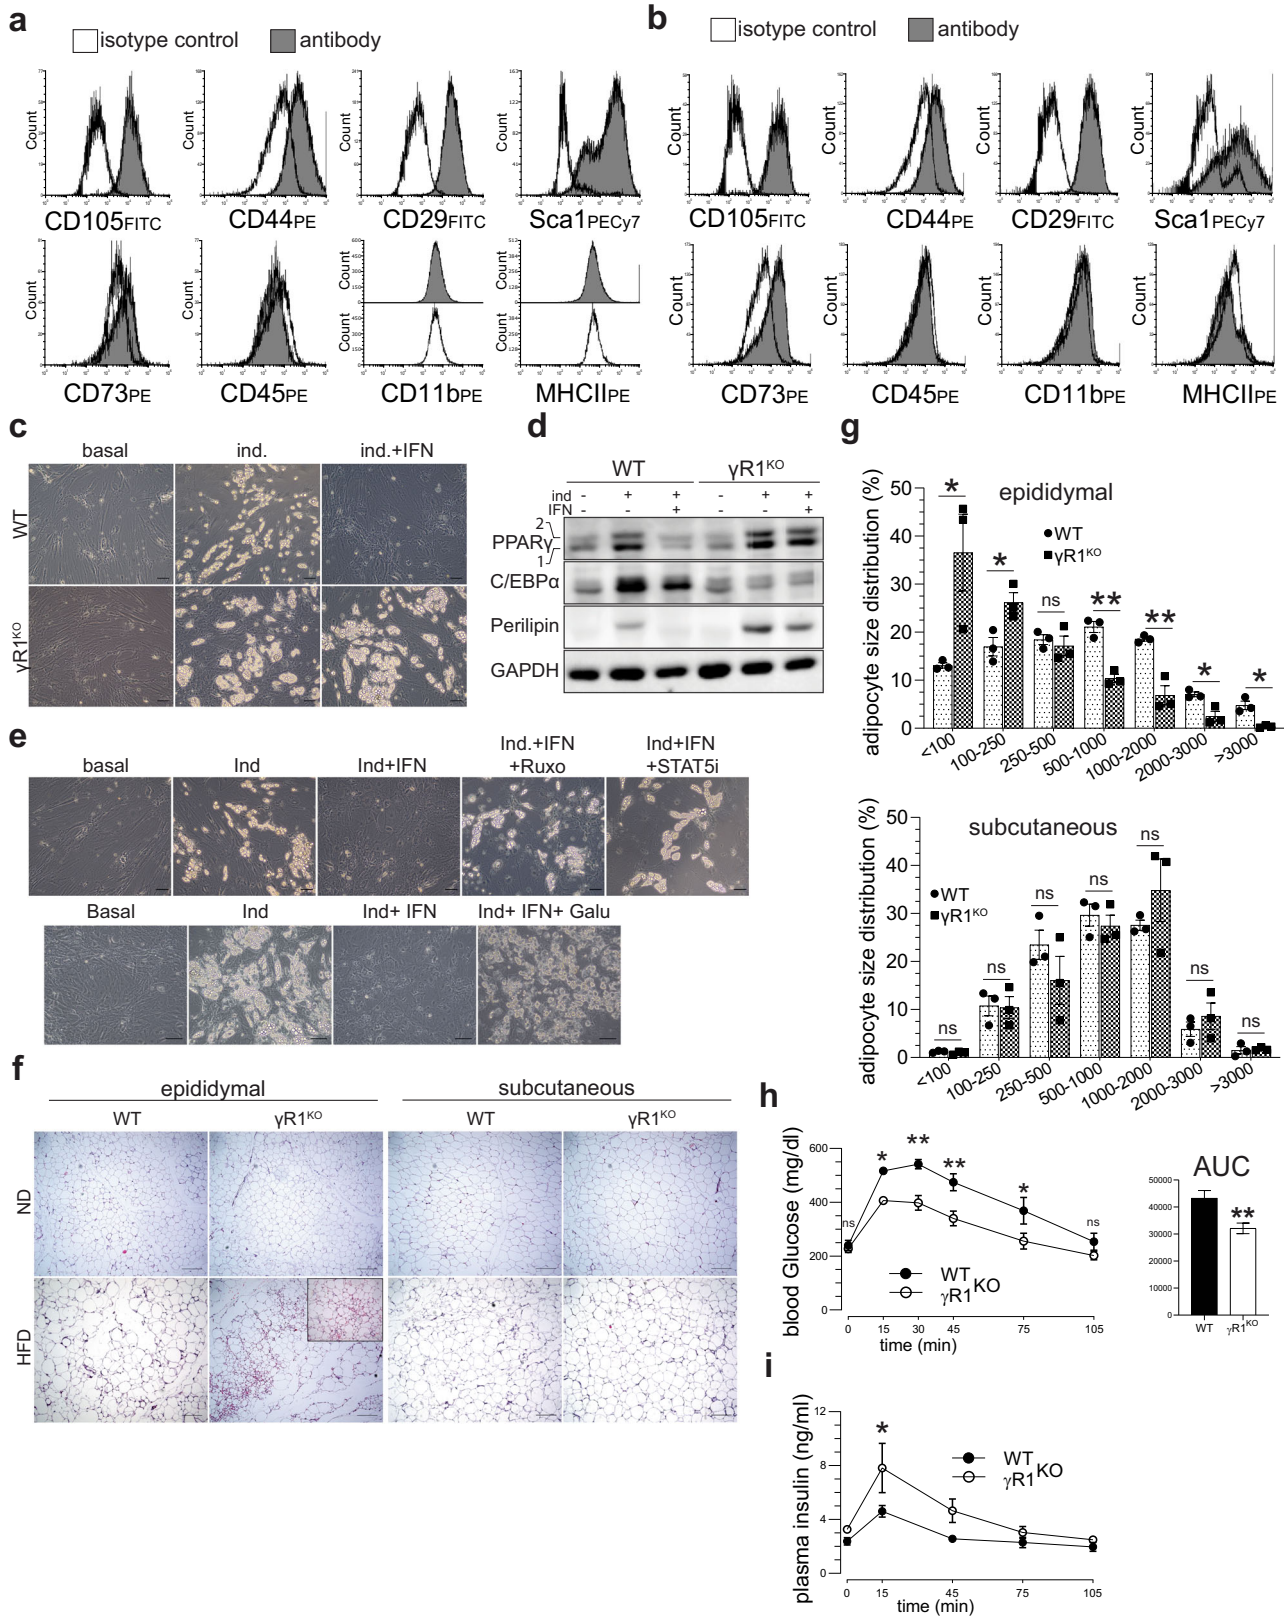 a
isotype control antibody
Count Count Count Count
CD105FITC CD44PE CD29FITC Sca1PECy7
Count Count Count Count
Count Count
CD73PE CD45PE CD11bPE MHCIIPE
b
isotype control antibody
Count Count Count Count
CD105FITC CD44PE CD29FITC Sca1PECy7
Count Count Count Count
CD73PE CD45PE CD11bPE MHCIIPE
c
basal ind. ind.+IFN
WT
γR1KO
d
WT γR1KO
ind - + + - + +
IFN - - + - - +
2
PPARγ
1
C/EBPα
Perilipin
GAPDH
e
basal Ind Ind+IFN Ind.+IFN +Ruxo Ind+IFN +STAT5i
Basal Ind Ind+ IFN Ind+ IFN+ Galu
f
epididymal subcutaneous
WT γR1KO WT γR1KO
ND
HFD
g
adipocyte size distribution (%)
epididymal
WT
γR1KO
50
40
30
20
10
0
* * ns ** ** * *
<100 100-250 250-500 500-1000 1000-2000 2000-3000 >3000
adipocyte size distribution (%)
subcutaneous
WT
γR1KO
50
40
30
20
10
0
ns ns ns ns ns ns ns
<100 100-250 250-500 500-1000 1000-2000 2000-3000 >3000
h
blood Glucose (mg/dl)
600
400
200
0
ns * ** ** * ns
WT
γR1KO
0 15 30 45 75 105
time (min)
AUC
50000
40000
30000
20000
10000
0
**
WT γR1KO
i
plasma insulin (ng/ml)
12
8
4
0
*
WT
γR1KO
0 15 45 75 105
time (min)